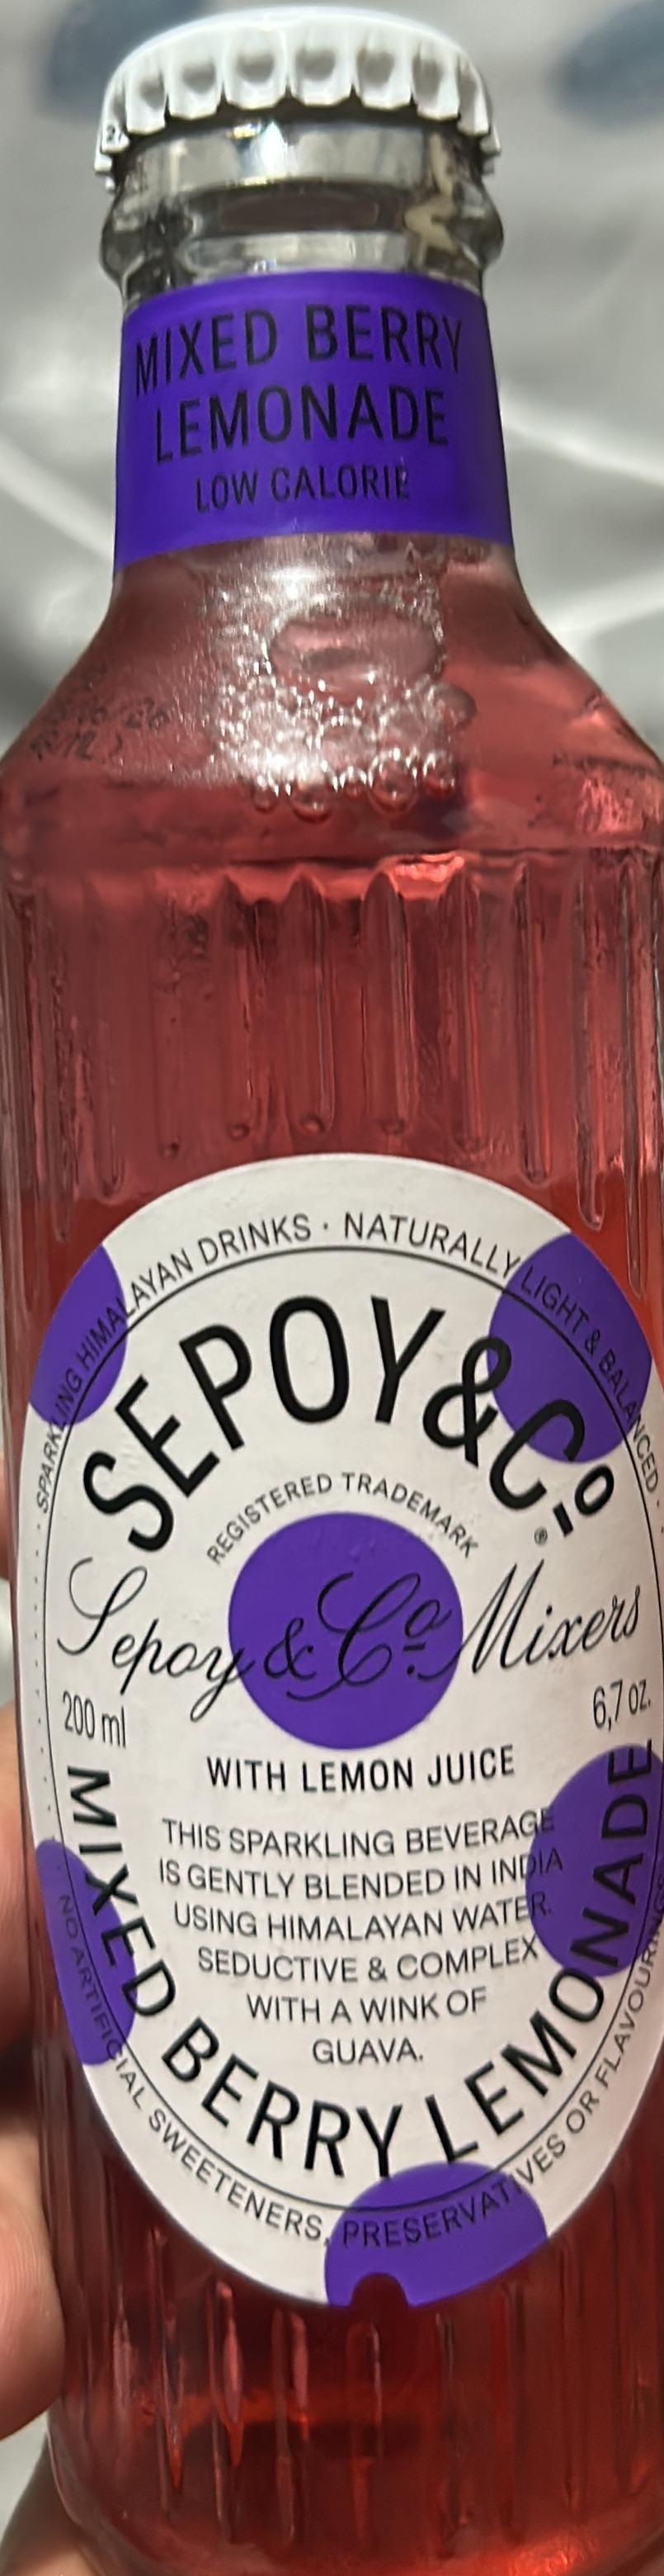 MIXED BERRY
LEMONADE
LOW CALORIE
SPARKLING HIMALAYAN DRINKS · NATURALLY LIGHT & BALANCED ·
SEPOY&Cº
®
REGISTERED TRADEMARK
Sepoy & Cº Mixers
200 ml
6,7 oz.
WITH LEMON JUICE
THIS SPARKLING BEVERAGE
IS GENTLY BLENDED IN INDIA
USING HIMALAYAN WATER.
SEDUCTIVE & COMPLEX
WITH A WINK OF
GUAVA.
MIXED BERRY LEMONADE
NO ARTIFICIAL SWEETENERS, PRESERVATIVES OR FLAVOURINGS